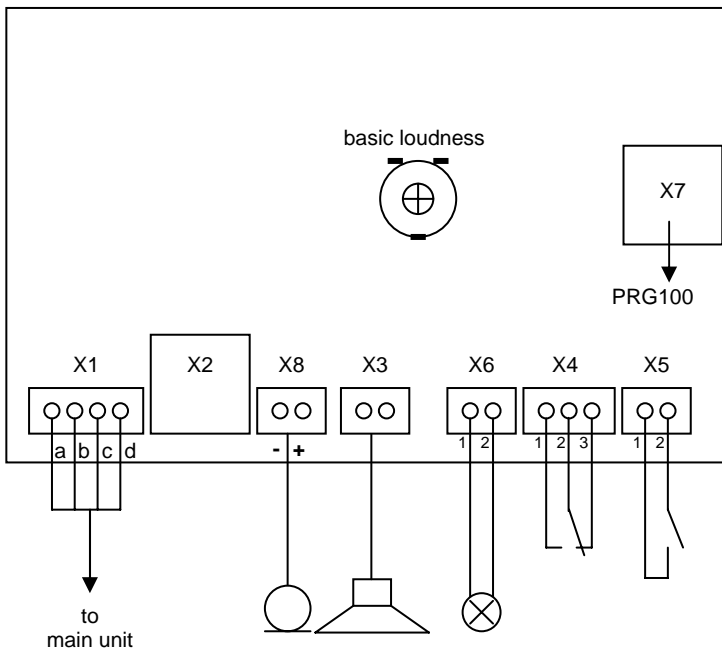 basic loudness
X7
PRG100
X1 X2 X8 X3 X6 X4 X5
a b c d - + 1 2 1 2 3 1 2
to
main unit